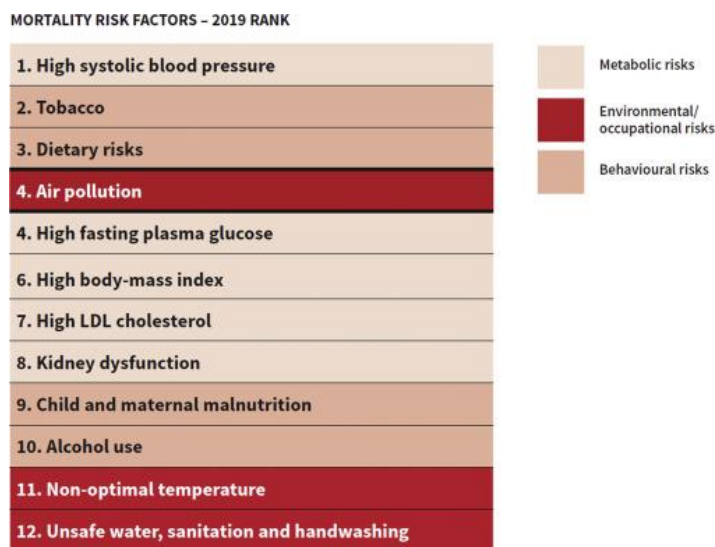 MORTALITY RISK FACTORS – 2019 RANK
1. High systolic blood pressure
2. Tobacco
3. Dietary risks
4. Air pollution
4. High fasting plasma glucose
6. High body-mass index
7. High LDL cholesterol
8. Kidney dysfunction
9. Child and maternal malnutrition
10. Alcohol use
11. Non-optimal temperature
12. Unsafe water, sanitation and handwashing
Metabolic risks
Environmental/
occupational risks
Behavioural risks